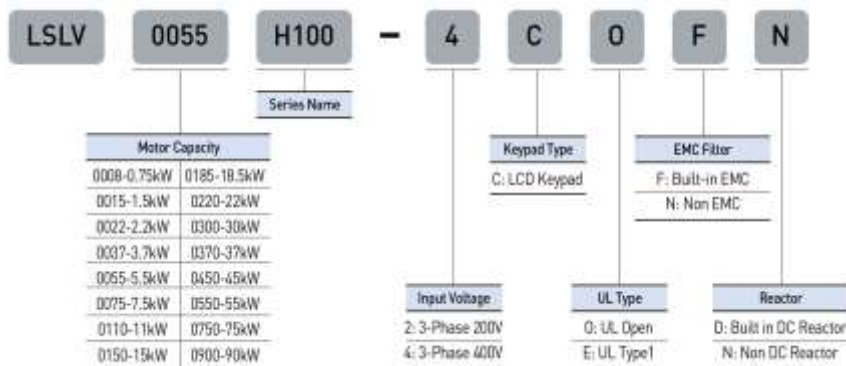 LSLV 0055 H100 - 4 C O F N
Series Name
Motor Capacity
0008-0.75kW 0185-18.5kW
0015-1.5kW 0220-22kW
0022-2.2kW 0300-30kW
0037-3.7kW 0370-37kW
0055-5.5kW 0450-45kW
0075-7.5kW 0550-55kW
0110-11kW 0750-75kW
0150-15kW 0900-90kW
Input Voltage
2: 3-Phase 200V
4: 3-Phase 400V
Keypad Type
C: LCD Keypad
UL Type
O: UL Open
E: UL Type1
EMC Filter
F: Built-in EMC
N: Non EMC
Reactor
D: Built in DC Reactor
N: Non DC Reactor